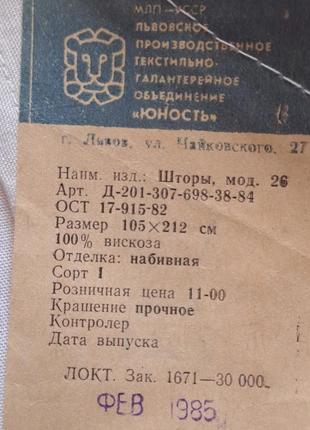 МЛП—УССР
ЛЬВОВСКОЕ
ПРОИЗВОДСТВЕННОЕ
ТЕКСТИЛЬНО-
ГАЛАНТЕРЕЙНОЕ
ОБЪЕДИНЕНИЕ
«ЮНОСТЬ»
г. Львов, ул. Чайковского, 27
Наим. изд.: Шторы, мод. 26
Арт. Д-201-307-698-38-84
ОСТ 17-915-82
Размер 105×212 см
100% вискоза
Отделка: набивная
Сорт I
Розничная цена 11-00
Крашение прочное
Контролер
Дата выпуска
ЛОКТ. Зак. 1671—30 000
ФЕВ 1985